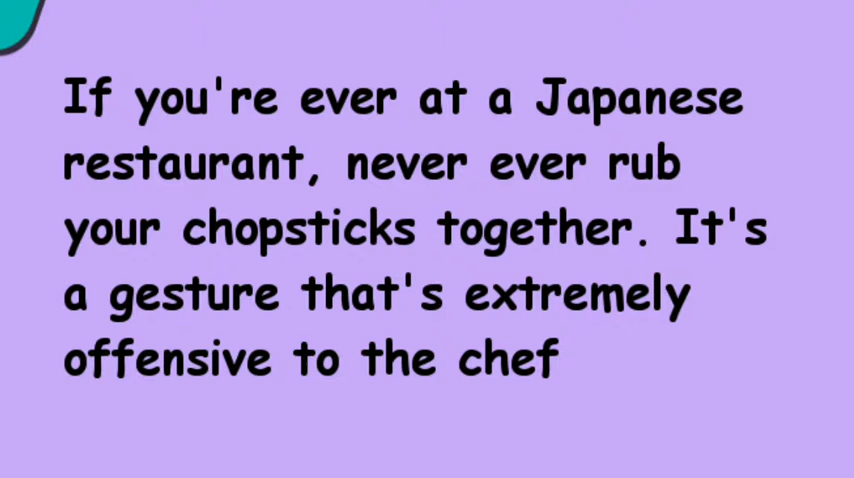 If you're ever at a Japanese
restaurant, never ever rub
your chopsticks together. It's
a gesture that's extremely
offensive to the chef